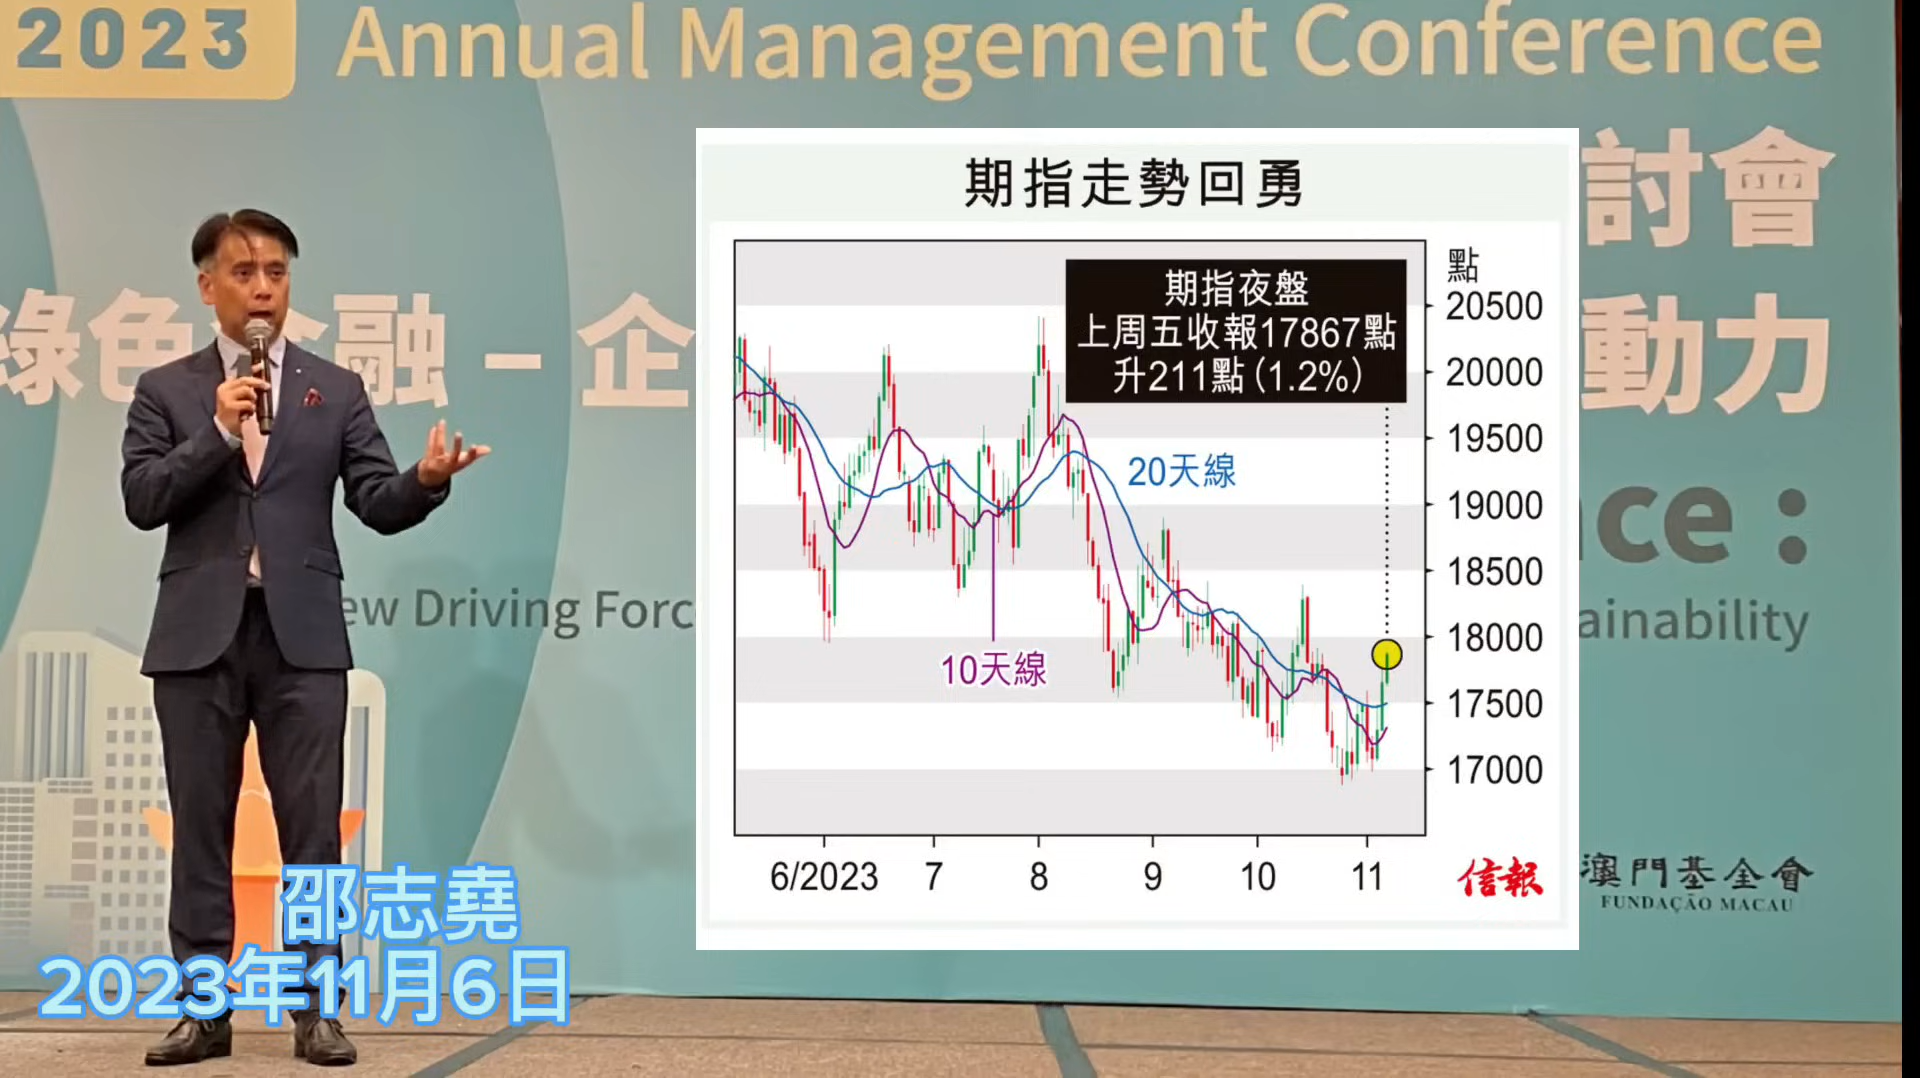 2023
Annual Management Conference
討會
綠色金融 – 企
動力
nce :
ew Driving Forc
ainability
期指走勢回勇
點
期指夜盤
上周五收報17867點
升211點 (1.2%)
20500
20000
19500
19000
18500
18000
17500
17000
20天線
10天線
6/2023
7
8
9
10
11
信報
澳門基金會
FUNDAÇÃO MACAU
邵志堯
2023年11月6日